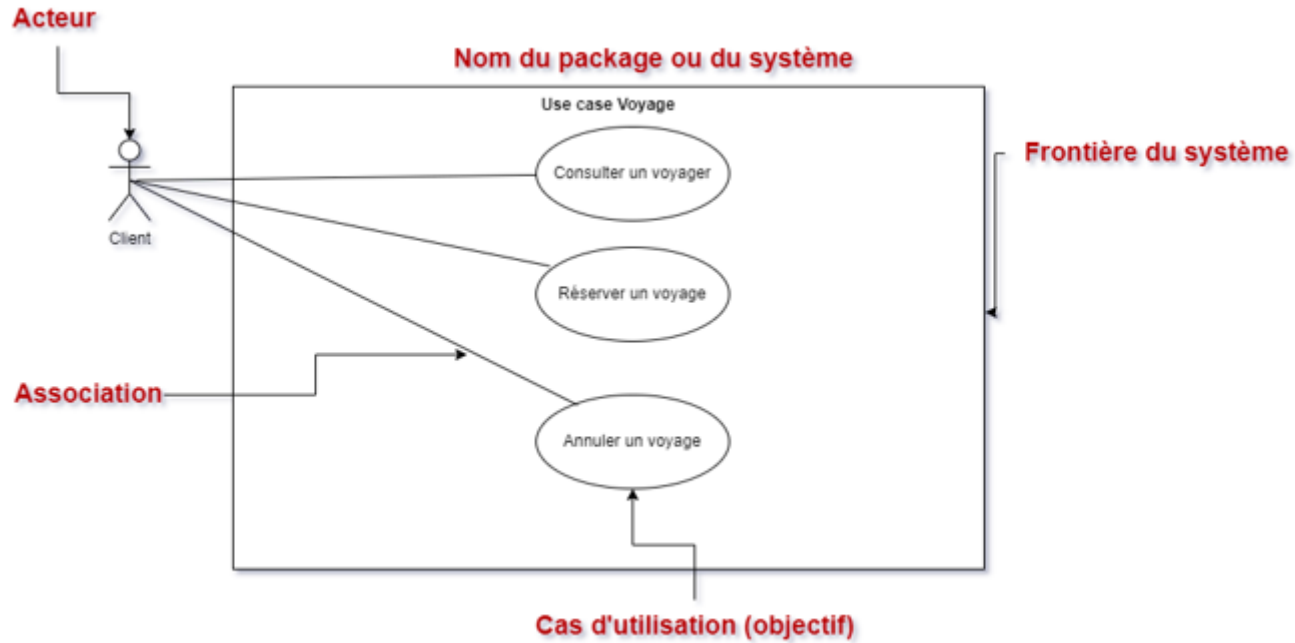 Acteur
Nom du package ou du système
Use case Voyage
Consulter un voyager
Frontière du système
Client
Réserver un voyage
Association
Annuler un voyage
Cas d'utilisation (objectif)